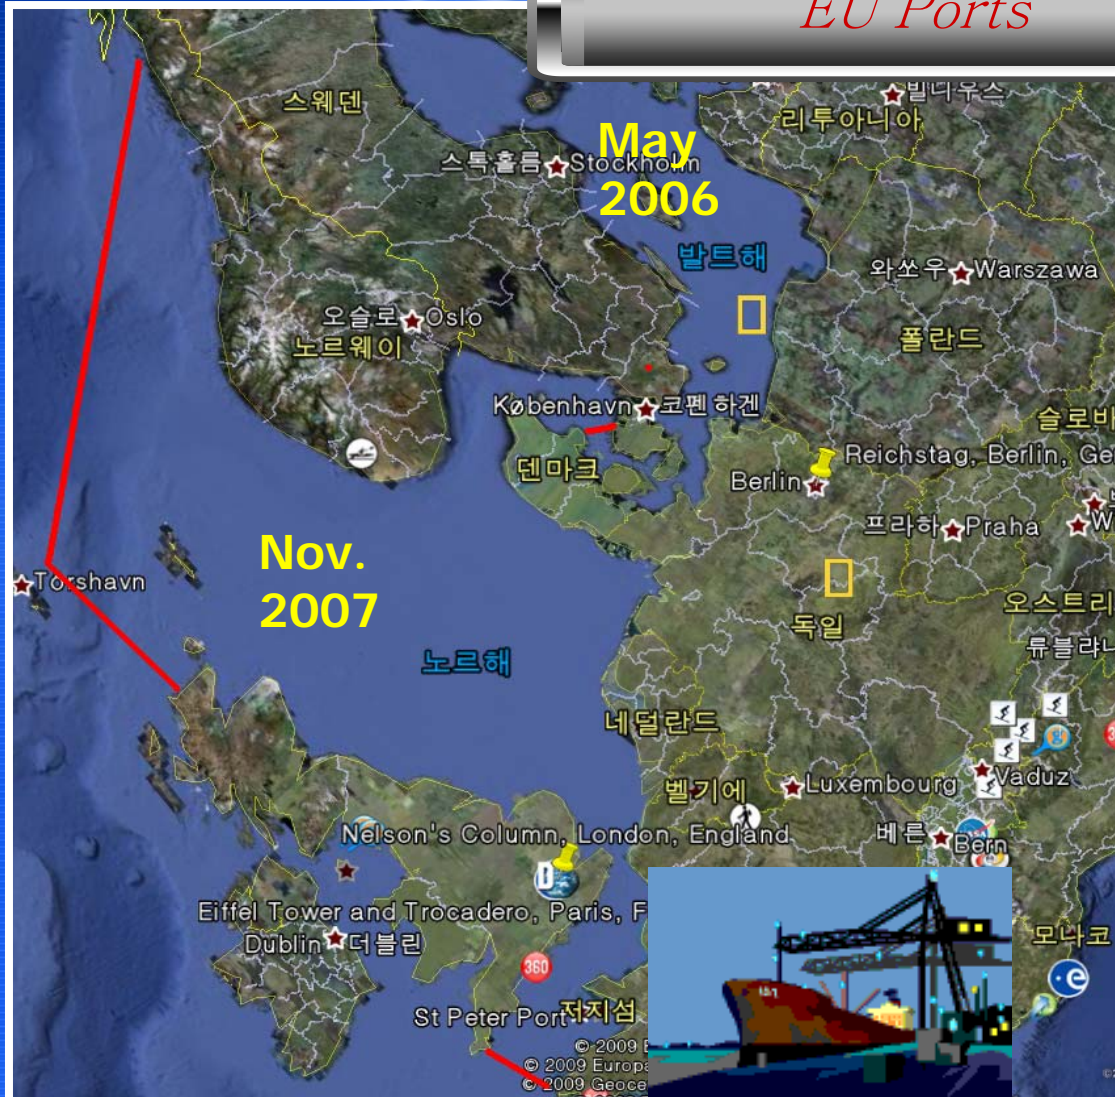 EU Ports
빌니우스
스웨덴
리투아니아
May
2006
스톡홀름 Stockholm
발트해
와쏘우 Warszawa
오슬로 Oslo
노르웨이
폴란드
København 코펜하겐
슬로바
Reichstag, Berlin, Ge
덴마크
Berlin
프라하 Praha
W
Nov.
2007
Torshavn
오스트리
독일
류블랴나
노르해
네덜란드
벨기에
Luxembourg
Vaduz
Nelson's Column, London, England
베른 Bern
Eiffel Tower and Trocadero, Paris, F
Dublin 더블린
모나코
360
St Peter Port 저지섬
© 2009
© 2009 Europa
© 2009 Geoce